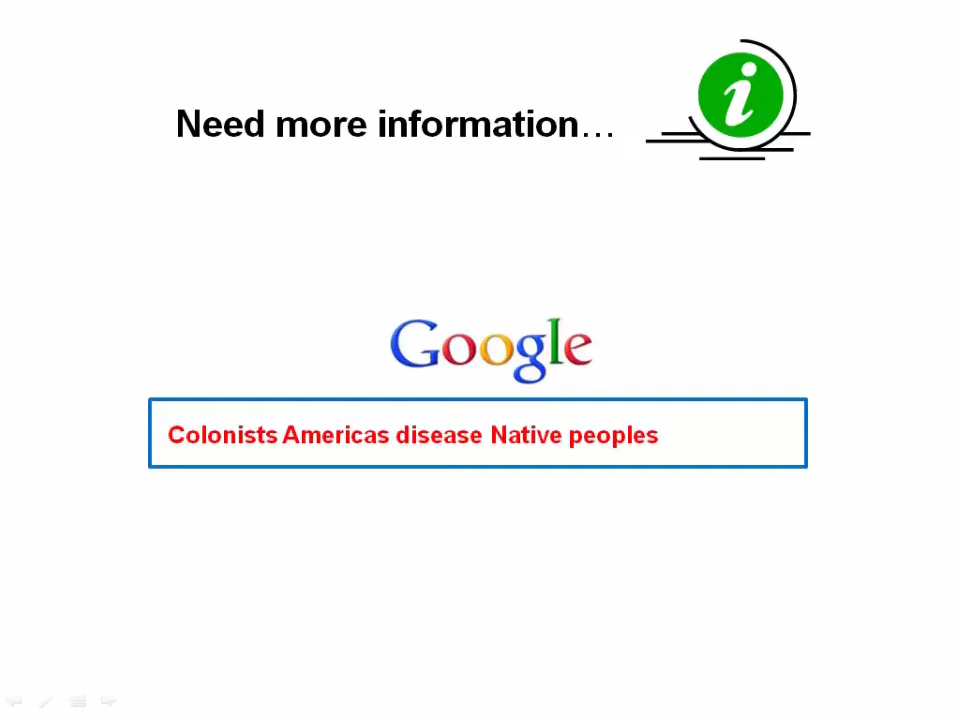 Need more information...
i
Google
Colonists Americas disease Native peoples